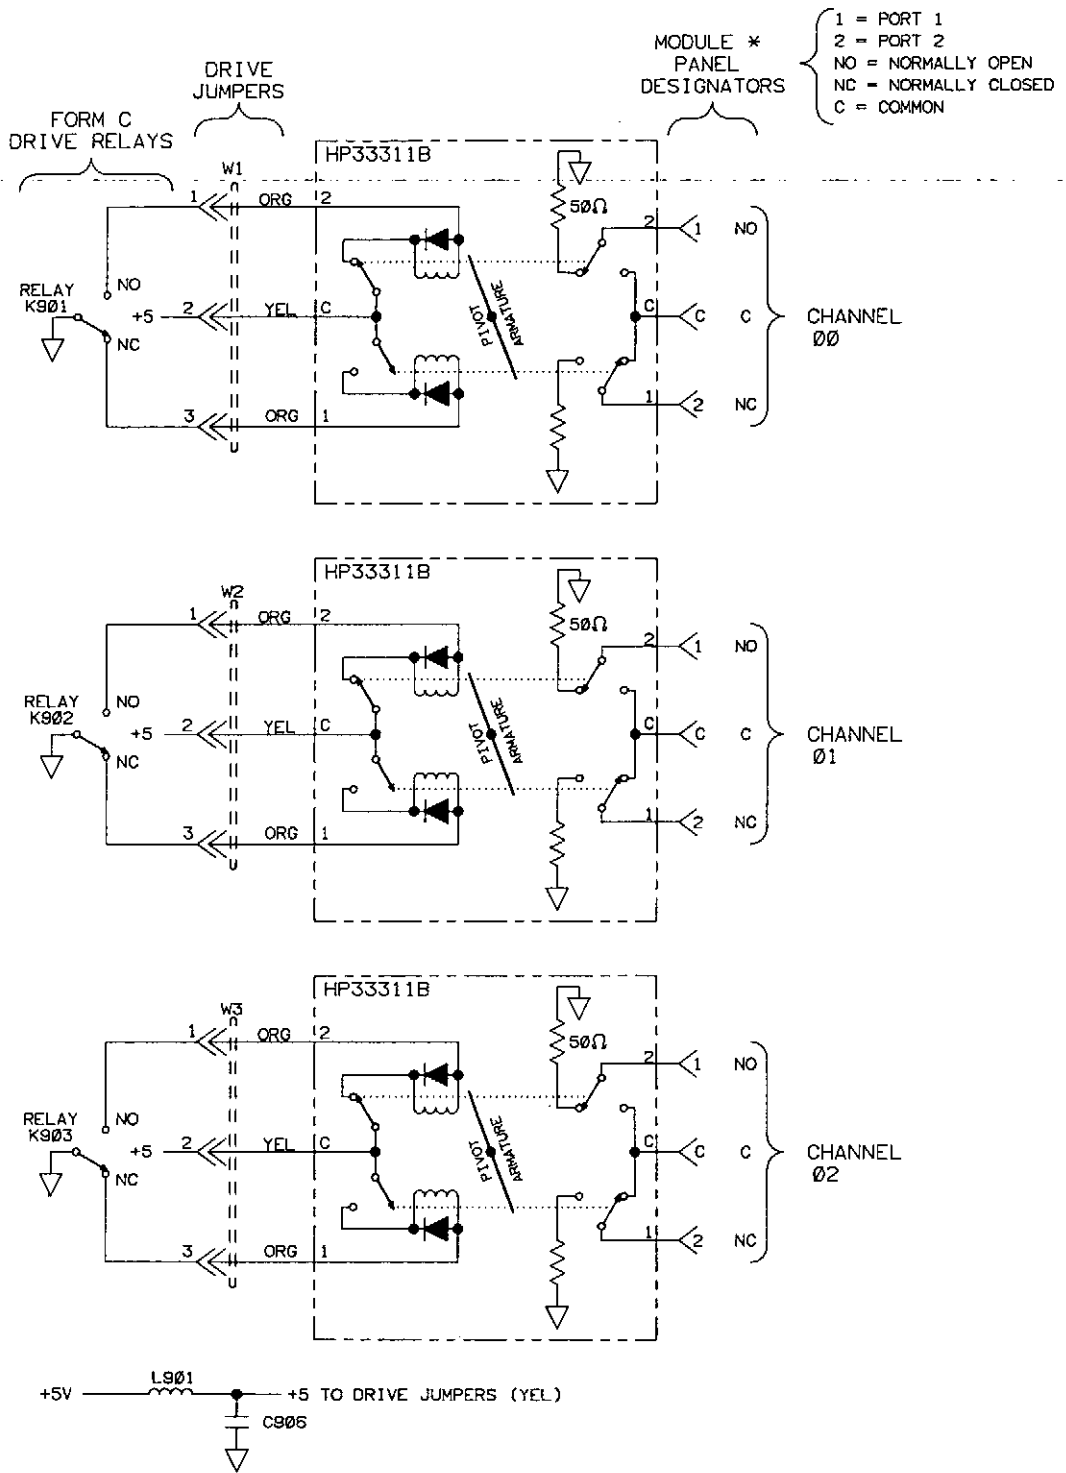 1 = PORT 1
2 = PORT 2
NO = NORMALLY OPEN
NC = NORMALLY CLOSED
C = COMMON
MODULE *
PANEL
DESIGNATORS
DRIVE
JUMPERS
FORM C
DRIVE RELAYS
HP33311B
W1
1 ORG 2
50Ω
2 1 NO
RELAY
K901
NO
+5 2 YEL C
NC
PIVOT
ARMATURE
C C C
CHANNEL
00
3 ORG 1
1 2 NC
HP33311B
W2
1 ORG 2
50Ω
2 1 NO
RELAY
K902
NO
+5 2 YEL C
NC
PIVOT
ARMATURE
C C C
CHANNEL
01
3 ORG 1
1 2 NC
HP33311B
W3
1 ORG 2
50Ω
2 1 NO
RELAY
K903
NO
+5 2 YEL C
NC
PIVOT
ARMATURE
C C C
CHANNEL
02
3 ORG 1
1 2 NC
L901
+5V +5 TO DRIVE JUMPERS (YEL)
C906